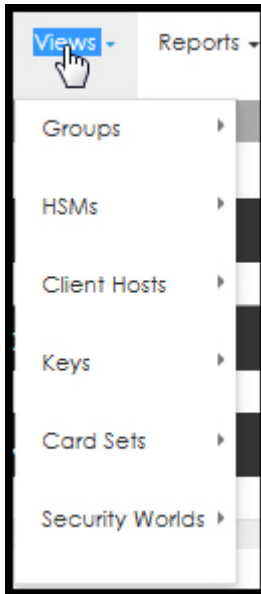 Views Reports
Groups
HSMs
Client Hosts
Keys
Card Sets
Security Worlds